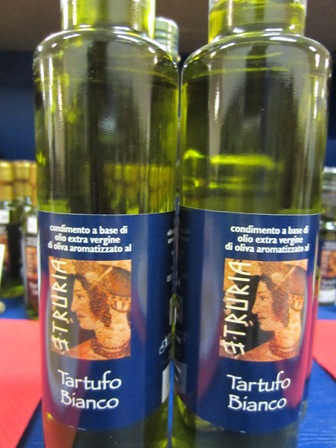 condimento a base di
olio extra vergine
di oliva aromatizzato al
ETRURIA
Tartufo
Bianco
condimento a base di
olio extra vergine
di oliva aromatizzato al
ETRURIA
Tartufo
Bianco